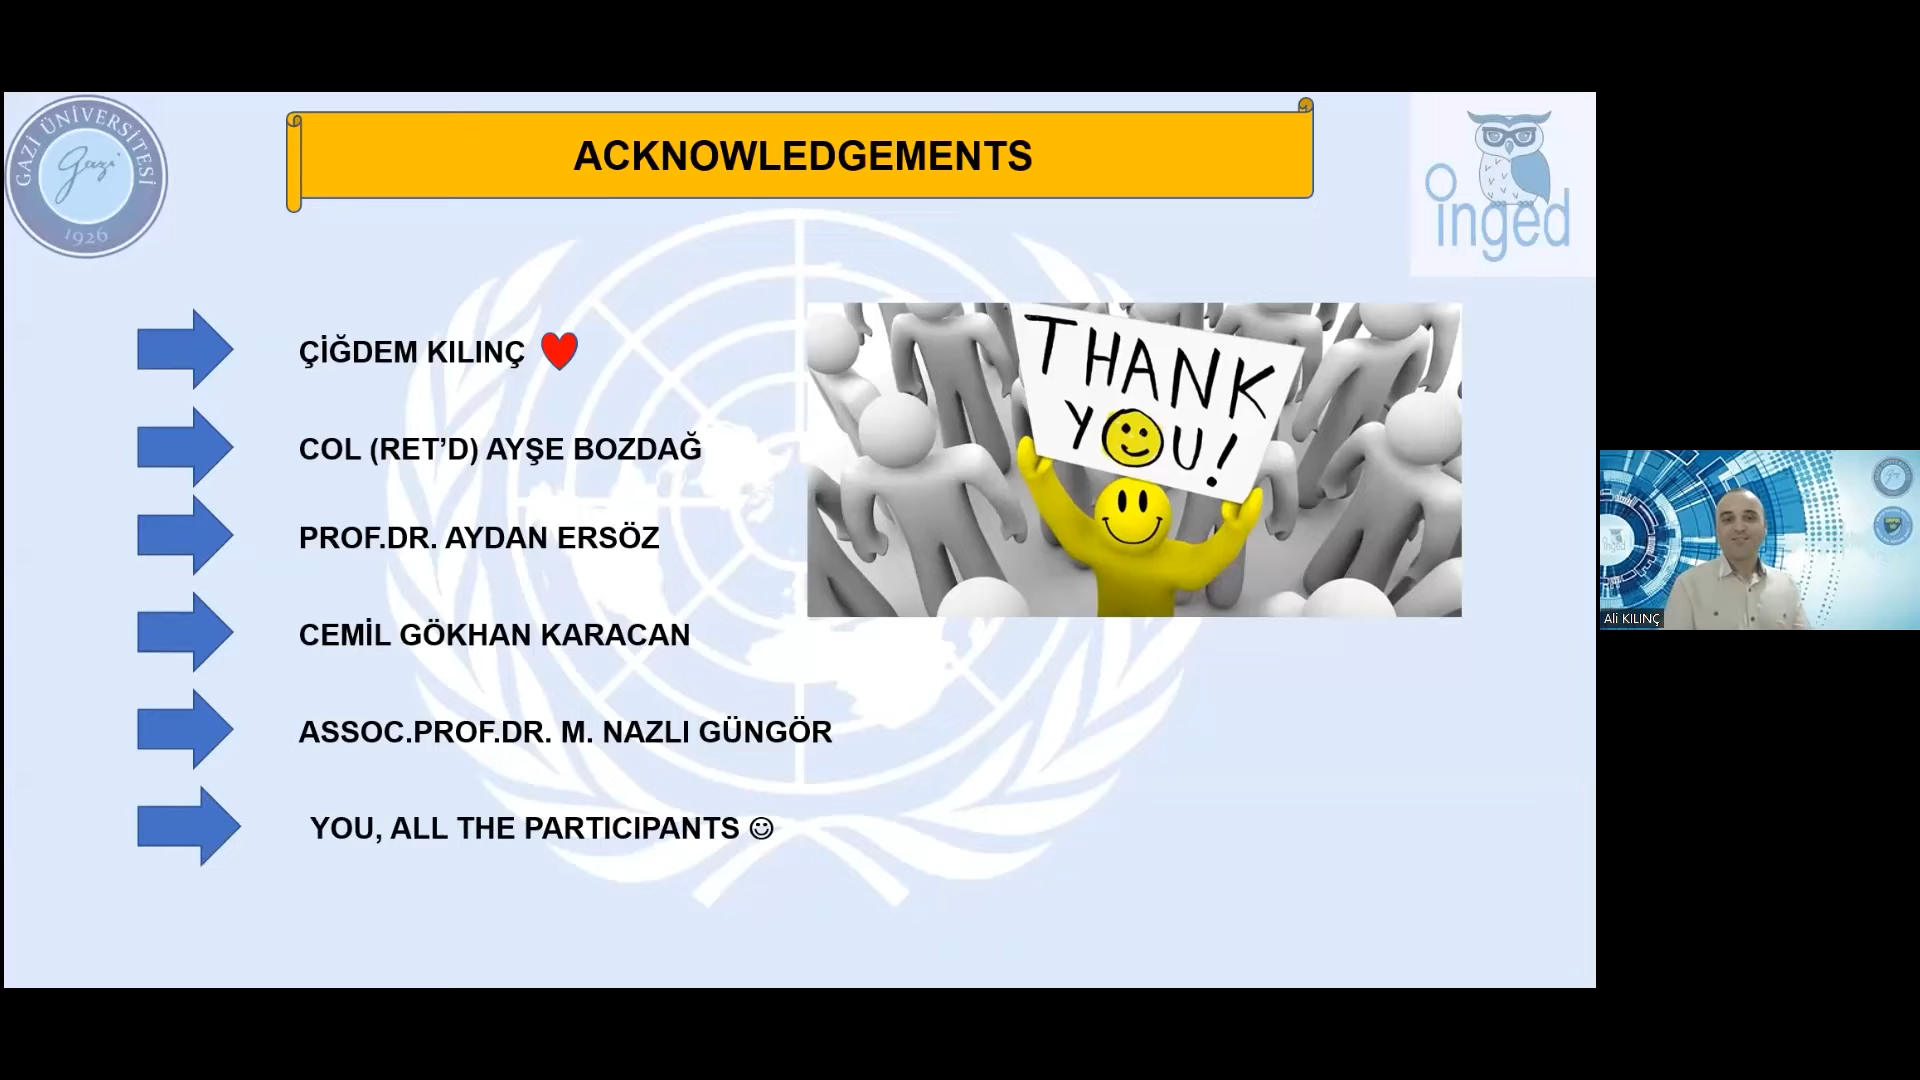 GAZİ ÜNİVERSİTESİ
Gazi
1926
ACKNOWLEDGEMENTS
inged
ÇİĞDEM KILINÇ
COL (RET’D) AYŞE BOZDAĞ
PROF.DR. AYDAN ERSÖZ
CEMİL GÖKHAN KARACAN
ASSOC.PROF.DR. M. NAZLI GÜNGÖR
YOU, ALL THE PARTICIPANTS ☺
THANK
YOU!
Ali KILINÇ
inged